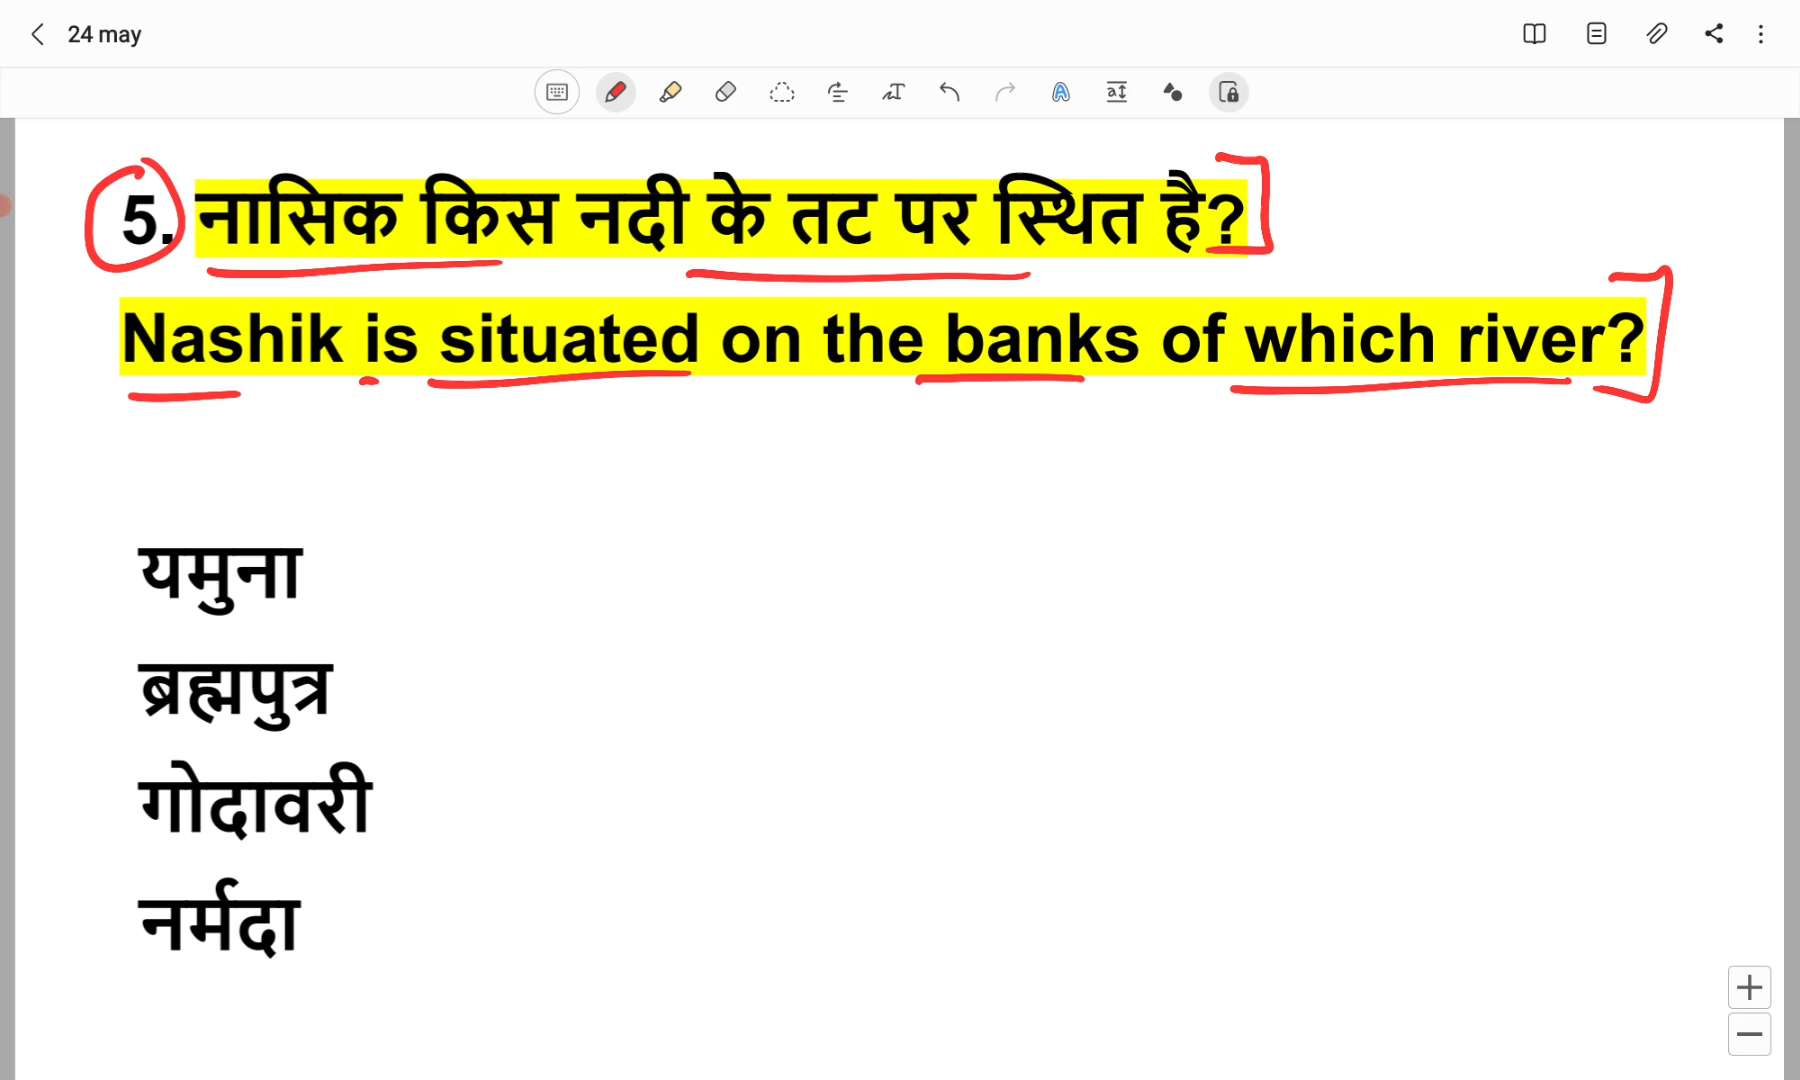 24 may
5. नासिक किस नदी के तट पर स्थित है?
Nashik is situated on the banks of which river?
यमुना
ब्रह्मपुत्र
गोदावरी
नर्मदा